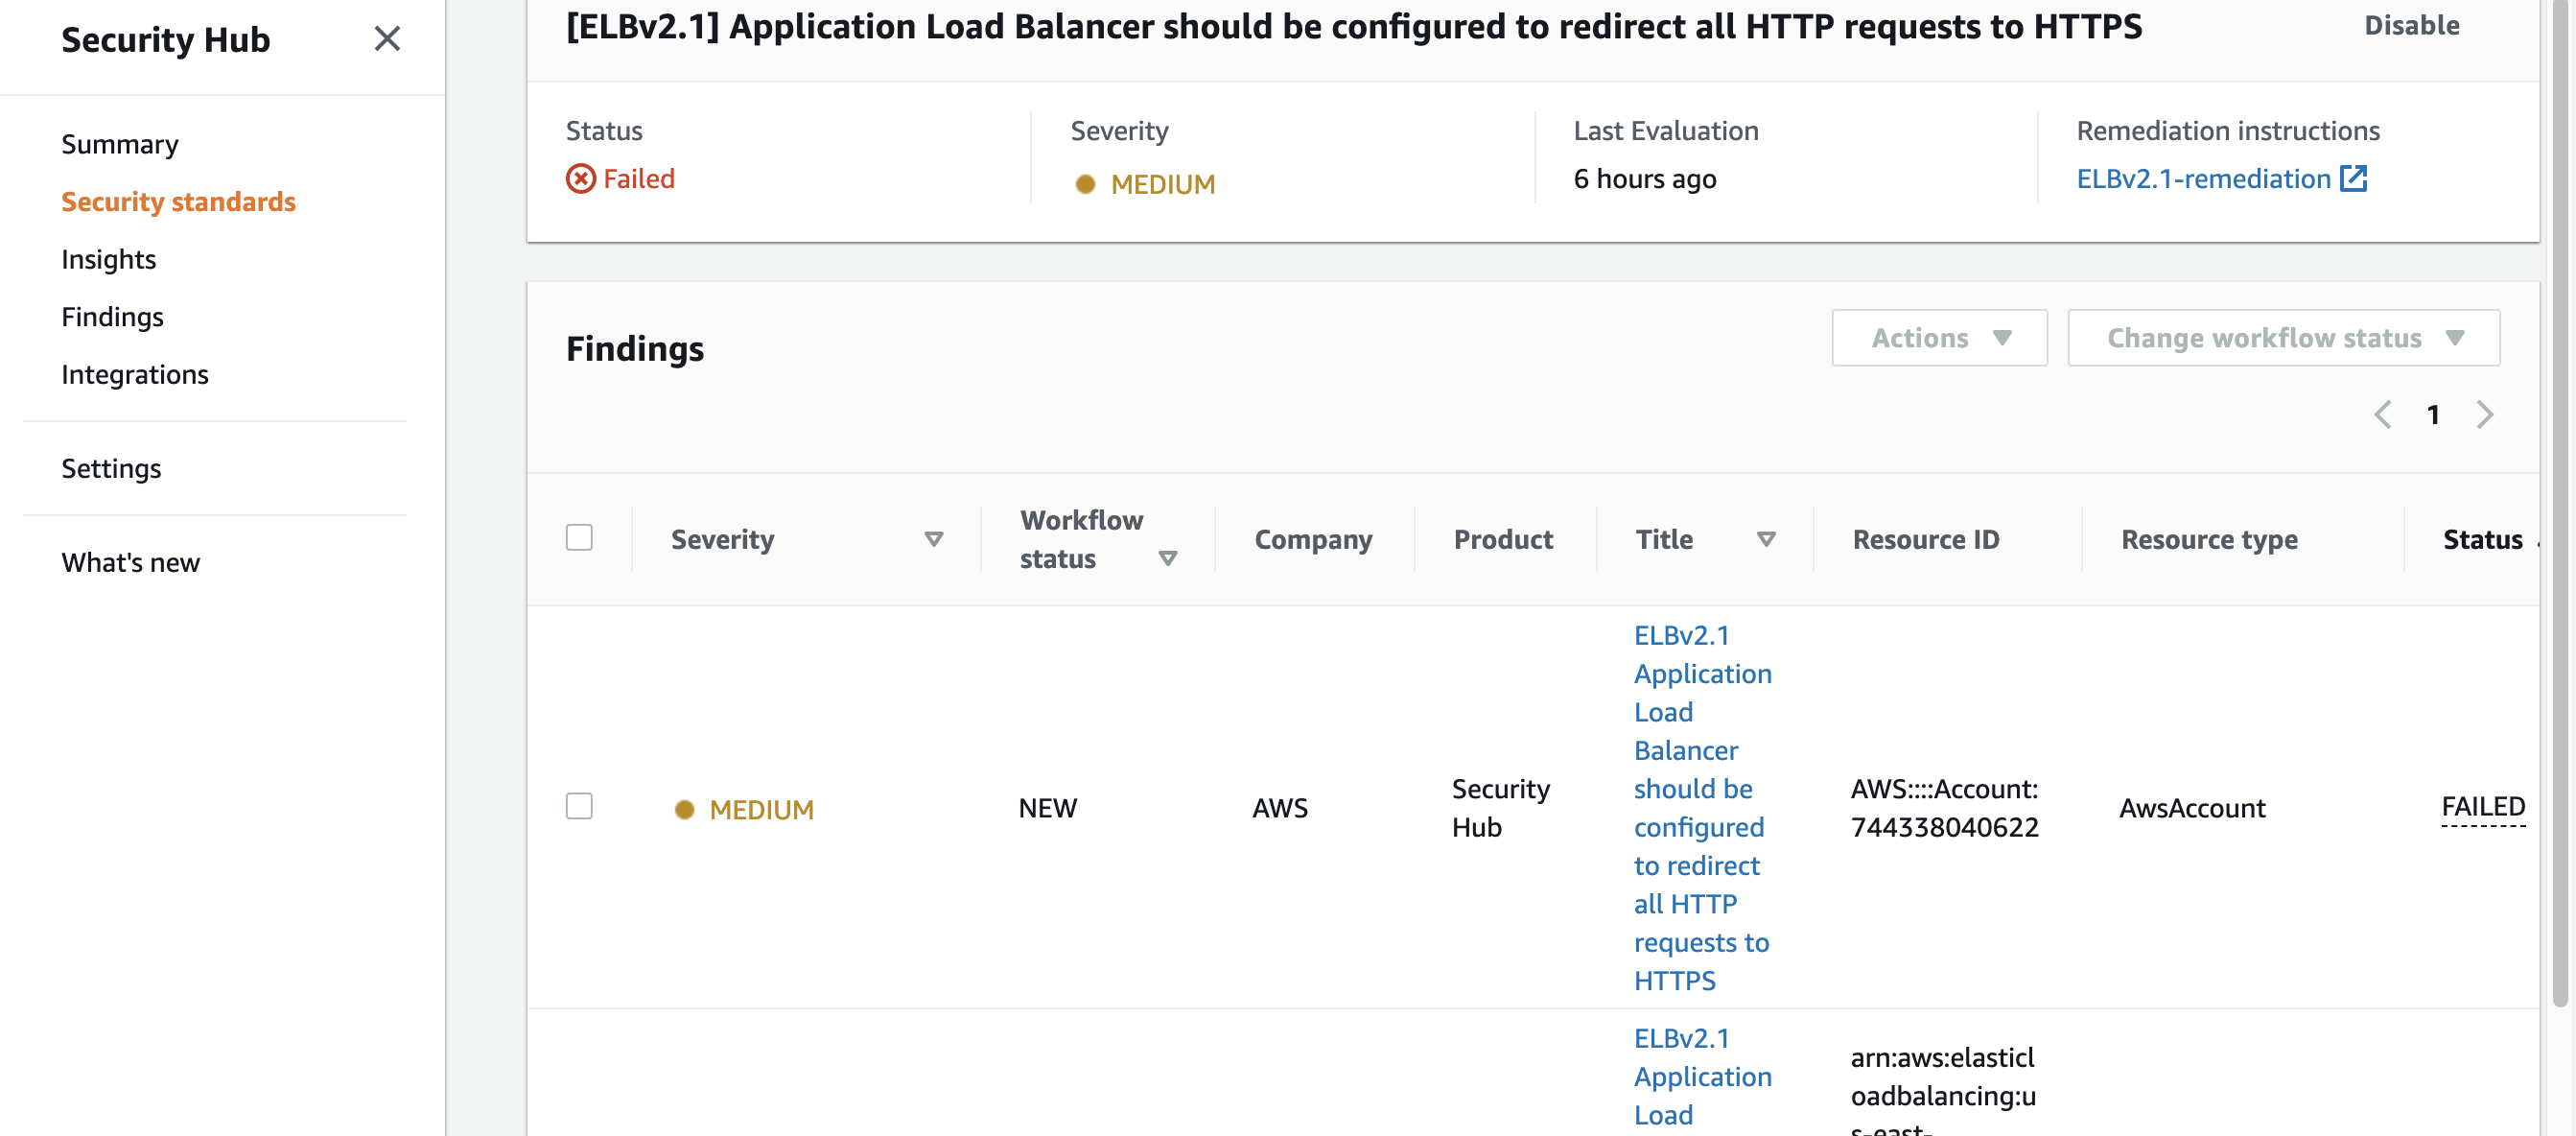 Security Hub
Summary
Security standards
Insights
Findings
Integrations
Settings
What's new
[ELBv2.1] Application Load Balancer should be configured to redirect all HTTP requests to HTTPS
Disable
Status
Failed
Severity
MEDIUM
Last Evaluation
6 hours ago
Remediation instructions
ELBv2.1-remediation
Findings
Actions
Change workflow status
1
Severity
Workflow
status
Company
Product
Title
Resource ID
Resource type
Status
MEDIUM
NEW
AWS
Security
Hub
ELBv2.1
Application
Load
Balancer
should be
configured
to redirect
all HTTP
requests to
HTTPS
AWS::::Account:
744338040622
AwsAccount
FAILED
ELBv2.1
Application
Load
arn:aws:elasticl
oadbalancing:u
s-east-